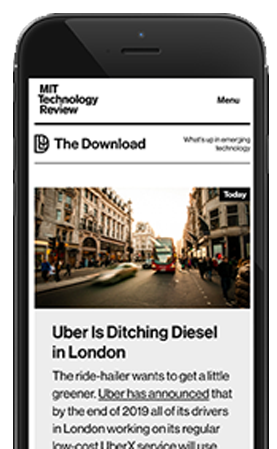 MIT
Technology
Review
Menu
The Download
What's up in emerging
technology
Today
Uber Is Ditching Diesel
in London
The ride-hailer wants to get a little
greener. Uber has announced that
by the end of 2019 all of its drivers
in London working on its regular
low-cost UberX service will use